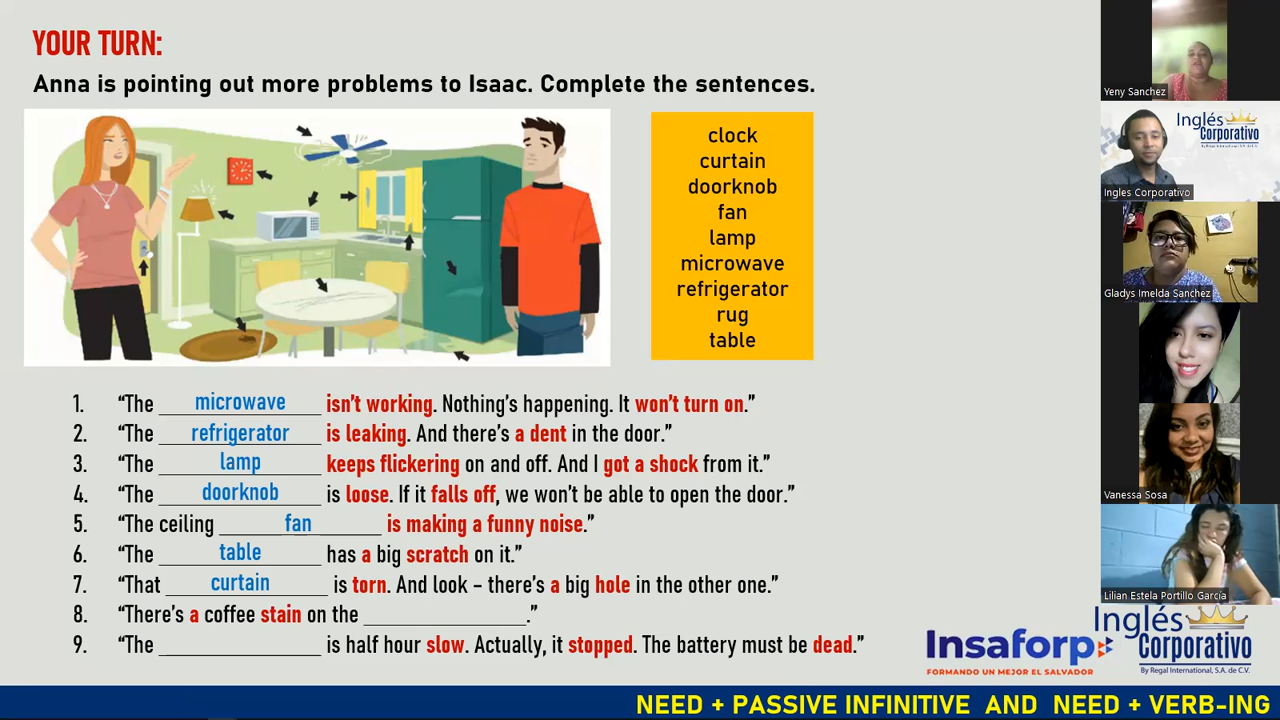 YOUR TURN:
Anna is pointing out more problems to Isaac. Complete the sentences.
clock
curtain
doorknob
fan
lamp
microwave
refrigerator
rug
table
1. “The microwave isn’t working. Nothing’s happening. It won’t turn on.”
2. “The refrigerator is leaking. And there’s a dent in the door.”
3. “The lamp keeps flickering on and off. And I got a shock from it.”
4. “The doorknob is loose. If it falls off, we won’t be able to open the door.”
5. “The ceiling fan is making a funny noise.”
6. “The table has a big scratch on it.”
7. “That curtain is torn. And look – there’s a big hole in the other one.”
8. “There’s a coffee stain on the ____________________.”
9. “The ____________________ is half hour slow. Actually, it stopped. The battery must be dead.”
Insaforp
FORMANDO UN MEJOR EL SALVADOR
Inglés
Corporativo
By Regal International, S.A. de C.V.
NEED + PASSIVE INFINITIVE AND NEED + VERB-ING
Yeny Sanchez
Inglés
Corporativo
By Regal International, S.A. de C.V.
Ingles Corporativo
Gladys Imelda Sanchez
Vanessa Sosa
Lilian Estela Portillo García